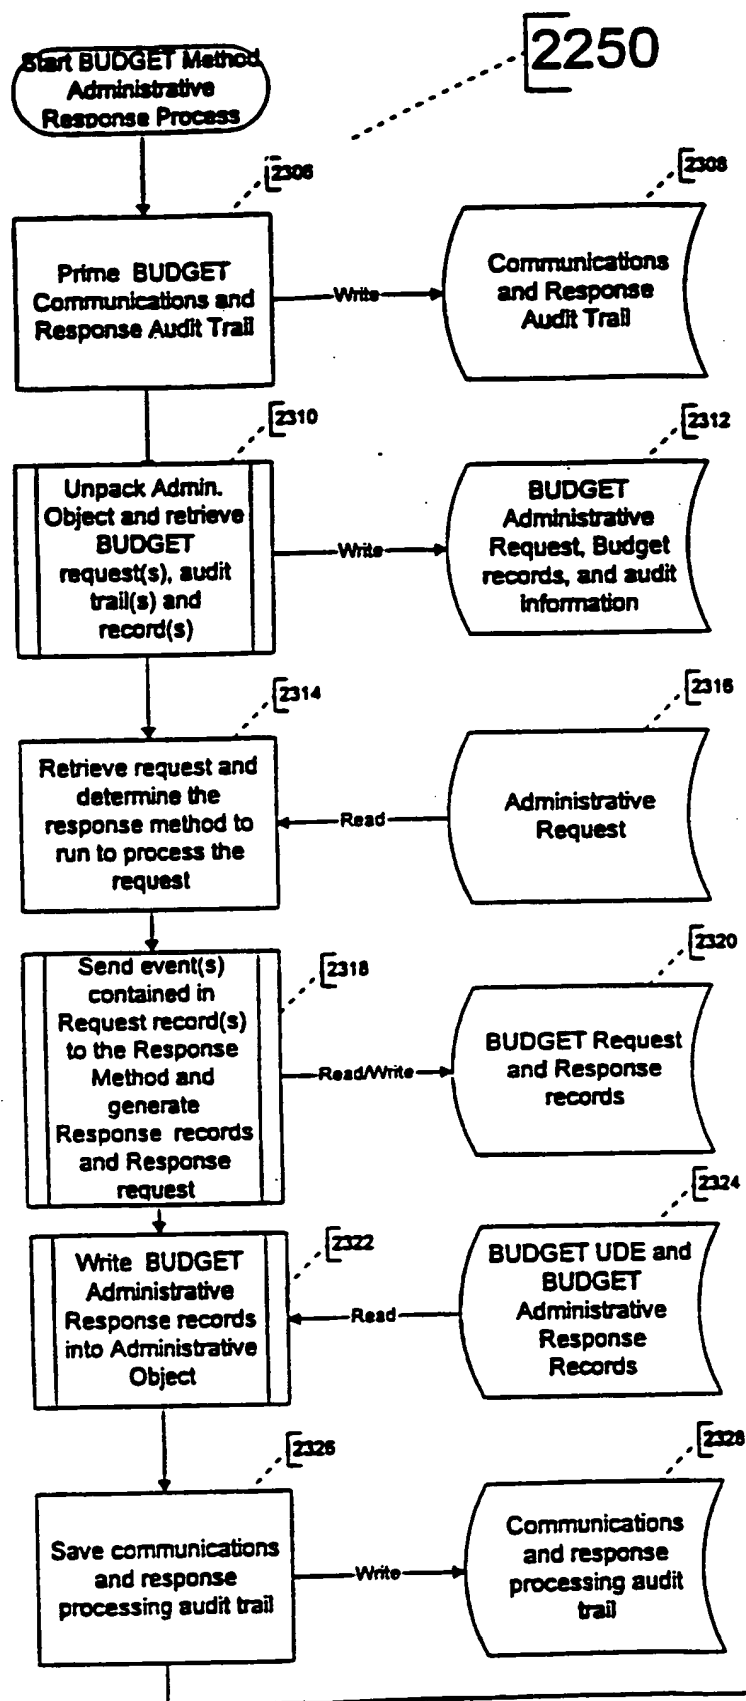 2250
Start BUDGET Method
Administrative
Response Process
2306
2308
Prime BUDGET
Communications and
Response Audit Trail
Write
Communications
and Response
Audit Trail
2310
2312
Unpack Admin.
Object and retrieve
BUDGET
request(s), audit
trail(s) and
record(s)
Write
BUDGET
Administrative
Request, Budget
records, and audit
information
2314
2316
Retrieve request and
determine the
response method to
run to process the
request
Read
Administrative
Request
2318
2320
Send event(s)
contained in
Request record(s)
to the Response
Method and
generate
Response records
and Response
request
Read/Write
BUDGET Request
and Response
records
2322
2324
Write BUDGET
Administrative
Response records
into Administrative
Object
Read
BUDGET UDE and
BUDGET
Administrative
Response
Records
2326
2328
Save communications
and response
processing audit trail
Write
Communications
and response
processing audit
trail